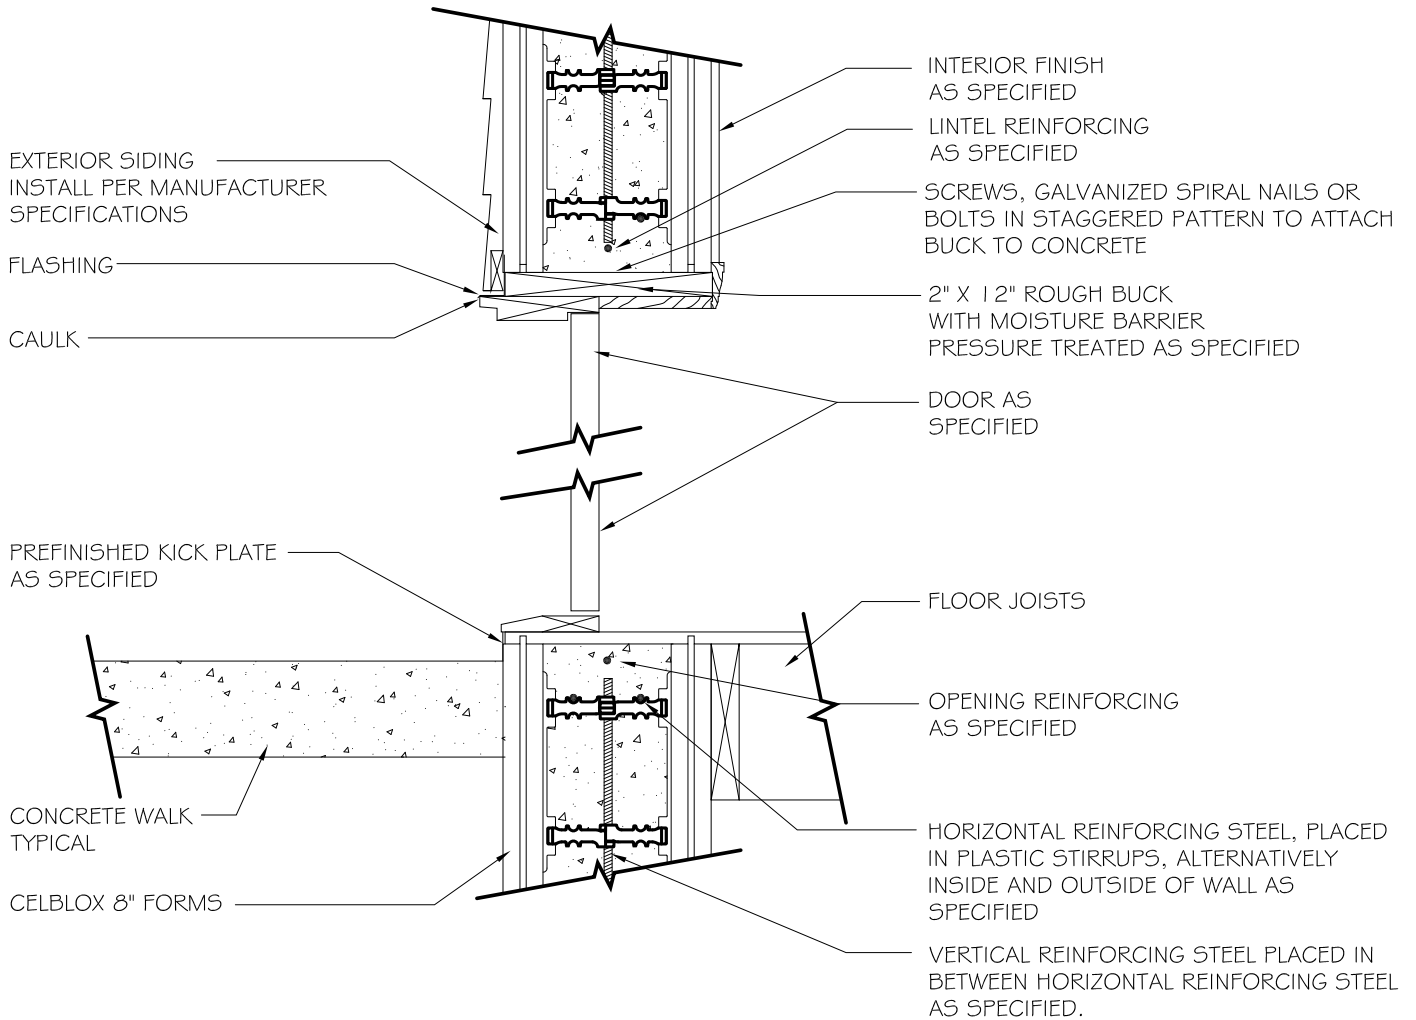 EXTERIOR SIDING
INSTALL PER MANUFACTURER
SPECIFICATIONS
FLASHING
CAULK
PREFINISHED KICK PLATE
AS SPECIFIED
CONCRETE WALK
TYPICAL
CELBLOX 8" FORMS
INTERIOR FINISH
AS SPECIFIED
LINTEL REINFORCING
AS SPECIFIED
SCREWS, GALVANIZED SPIRAL NAILS OR
BOLTS IN STAGGERED PATTERN TO ATTACH
BUCK TO CONCRETE
2" X 12" ROUGH BUCK
WITH MOISTURE BARRIER
PRESSURE TREATED AS SPECIFIED
DOOR AS
SPECIFIED
FLOOR JOISTS
OPENING REINFORCING
AS SPECIFIED
HORIZONTAL REINFORCING STEEL, PLACED
IN PLASTIC STIRRUPS, ALTERNATIVELY
INSIDE AND OUTSIDE OF WALL AS
SPECIFIED
VERTICAL REINFORCING STEEL PLACED IN
BETWEEN HORIZONTAL REINFORCING STEEL
AS SPECIFIED.